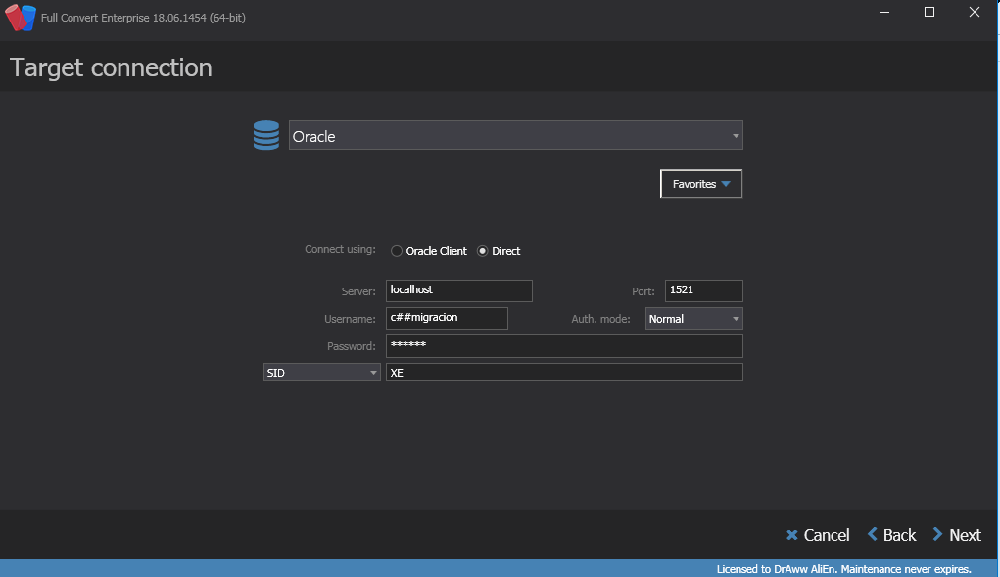 Full Convert Enterprise 18.06.1454 (64-bit)
Target connection
Oracle
Favorites
Connect using: Oracle Client Direct
Server: localhost Port: 1521
Username: c##migracion Auth. mode: Normal
Password: ******
SID XE
Cancel Back Next
Licensed to DrAww AliEn. Maintenance never expires.